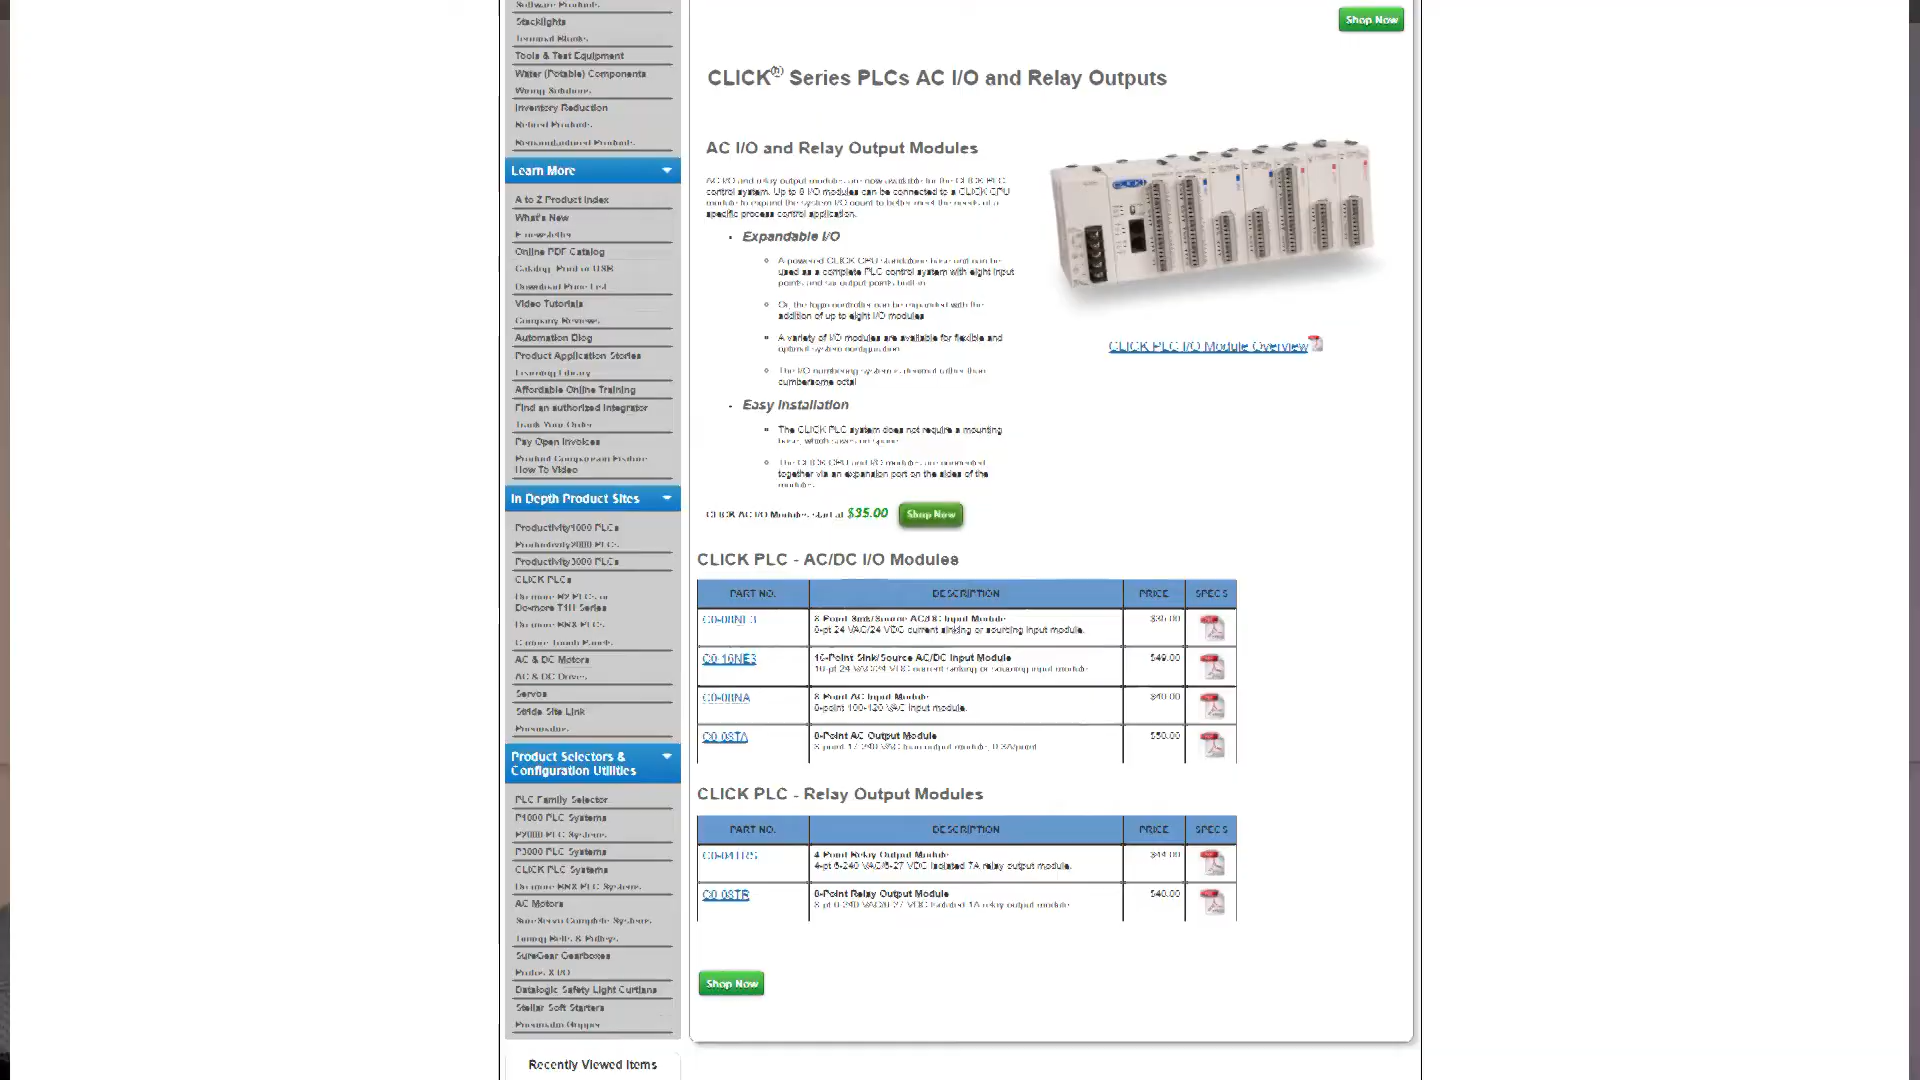 Software Products
Stacklights
Terminal Blocks
Tools & Test Equipment
Water (Potable) Components
Wiring Solutions
Inventory Reduction
Retired Products
Remanufactured Products
Learn More
A to Z Product Index
What's New
E-newsletter
Online PDF Catalog
Catalog: Print or USB
Download Price List
Video Tutorials
Company Reviews
Automation Blog
Product Application Stories
Learning Library
Affordable Online Training
Find an authorized Integrator
Track Your Order
Pay Open Invoices
Product Comparison Feature
How To Video
In Depth Product Sites
Productivity1000 PLCs
Productivity2000 PLCs
Productivity3000 PLCs
CLICK PLCs
Do-more H2 PLCs or
Do-more T1H Series
Do-more BRX PLCs
C-more Touch Panels
AC & DC Motors
AC & DC Drives
Servos
Stride Site Link
Pneumatics
Product Selectors &
Configuration Utilities
PLC Family Selector
P1000 PLC Systems
P2000 PLC Systems
P3000 PLC Systems
CLICK PLC Systems
Do-more BRX PLC Systems
AC Motors
SureServo Complete Systems
Timing Belts & Pulleys
SureGear Gearboxes
Protos X I/O
Datalogic Safety Light Curtians
Stellar Soft Starters
Pneumatic Gripper
Recently Viewed Items
Shop Now
CLICK® Series PLCs AC I/O and Relay Outputs
AC I/O and Relay Output Modules
AC I/O and relay output modules are now available for the CLICK PLC
control system. Up to 8 I/O modules can be connected to a CLICK CPU
module to expand the system I/O count to better meet the needs of a
specific process control application.
Expandable I/O
A powered CLICK CPU standalone base unit can be
used as a complete PLC control system with eight input
points and six output points built-in
Or, the logic controller can be expanded with the
addition of up to eight I/O modules
A variety of I/O modules are available for flexible and
optimal system configuration
The I/O numbering system is decimal rather than
cumbersome octal
Easy Installation
The CLICK PLC system does not require a mounting
base, which saves on space
The CLICK CPU and I/O modules are connected
together via an expansion port on the sides of the
modules.
CLICK AC I/O Modules start at $35.00 Shop Now
CLICK
CLICK PLC I/O Module Overview
CLICK PLC - AC/DC I/O Modules
PART NO. DESCRIPTION PRICE SPECS
C0-08NE3 8-Point Sink/Source AC/DC Input Module $35.00
8-pt 24 VAC/24 VDC current sinking or sourcing input module.
C0-16NE3 16-Point Sink/Source AC/DC Input Module $49.00
16-pt 24 VAC/24 VDC current sinking or sourcing input module
C0-08NA 8-Point AC Input Module $40.00
8-point 100-120 VAC input module.
C0-08TA 8-Point AC Output Module $50.00
8-point 17-240 VAC triac output module, 0.3A/point
CLICK PLC - Relay Output Modules
PART NO. DESCRIPTION PRICE SPECS
C0-04TRS 4-Point Relay Output Module $44.00
4-pt 6-240 VAC/6-27 VDC isolated 7A relay output module.
C0-08TR 8-Point Relay Output Module $40.00
8-pt 6-240 VAC/6-27 VDC isolated 1A relay output module
Shop Now